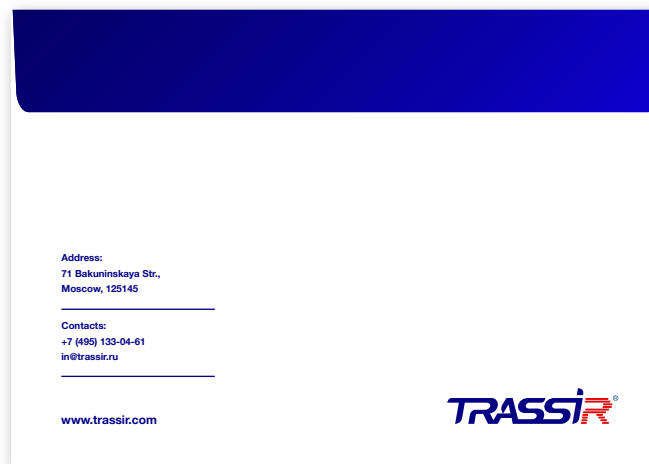 Address:
71 Bakuninskaya Str.,
Moscow, 125145
Contacts:
+7 (495) 133-04-61
in@trassir.ru
www.trassir.com
TRASSIR®